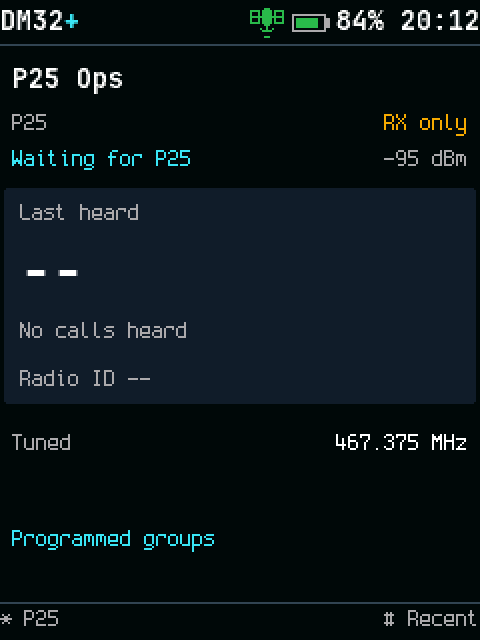 DM32+ 84% 20:12
P25 Ops
P25 RX only
Waiting for P25 -95 dBm
Last heard
--
No calls heard
Radio ID --
Tuned 467.375 MHz
Programmed groups
* P25 # Recent